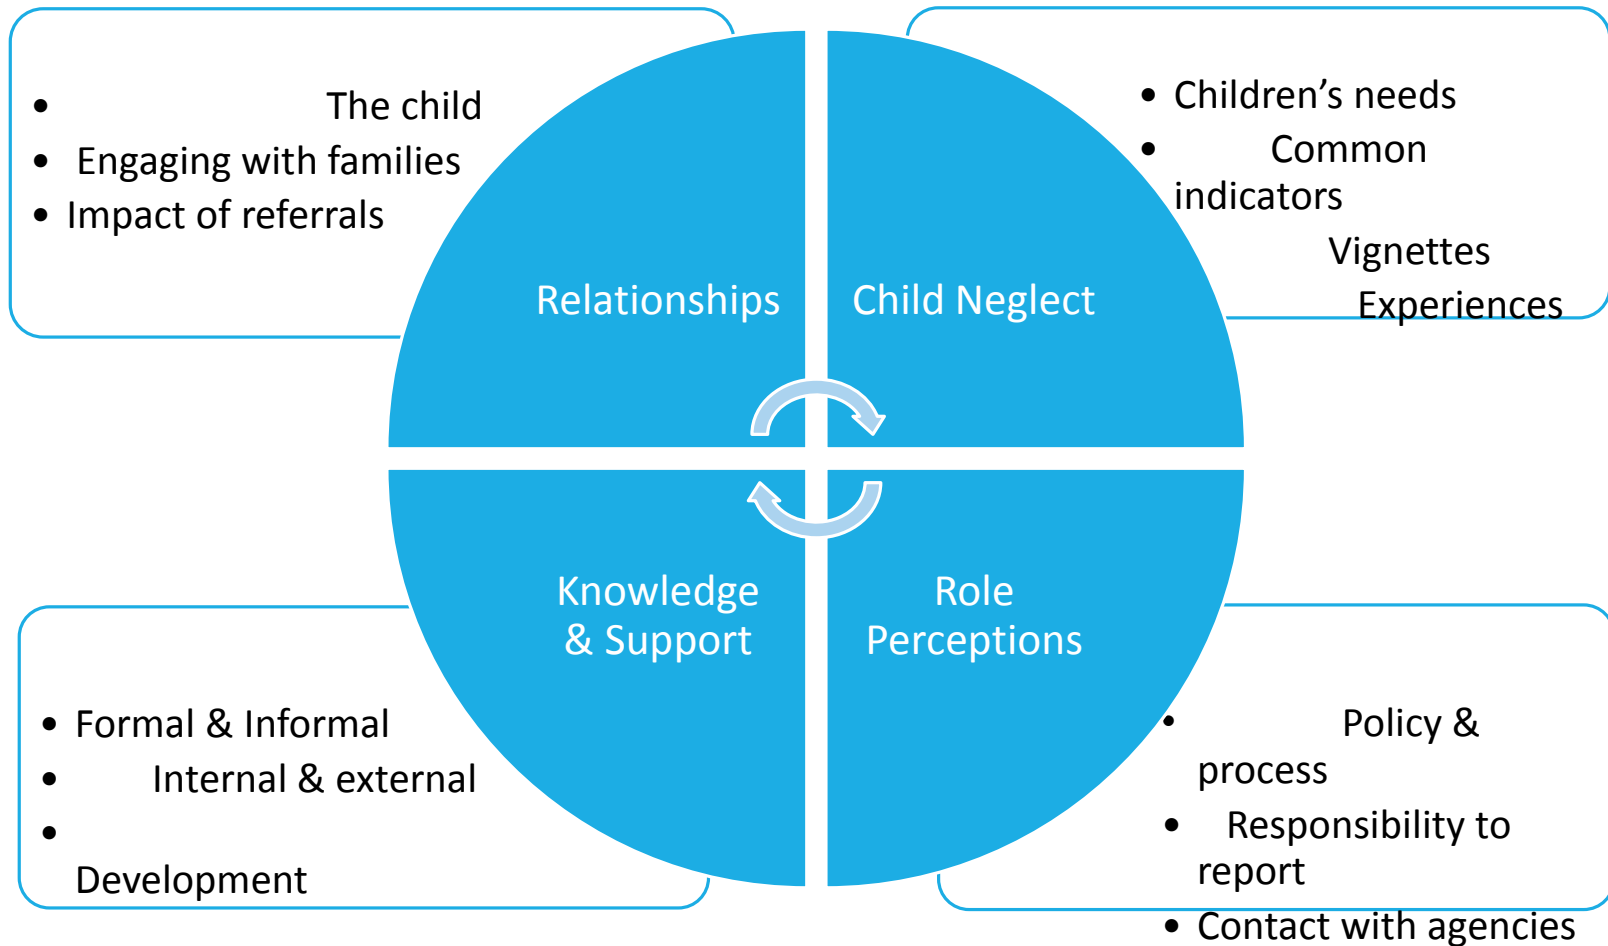 • The child
• Engaging with families
• Impact of referrals
• Children’s needs
• Common
indicators
Vignettes
Experiences
Relationships
Child Neglect
Knowledge
& Support
Role
Perceptions
• Formal & Informal
• Internal & external
•
Development
• Policy &
process
• Responsibility to
report
• Contact with agencies